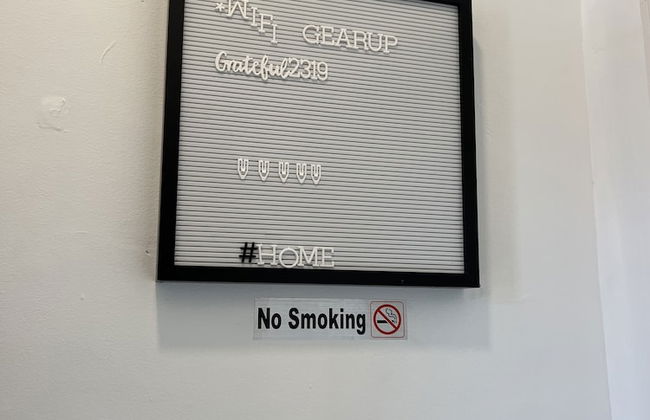 *WIFI GEARUP
Grateful2319
#HOME
No Smoking